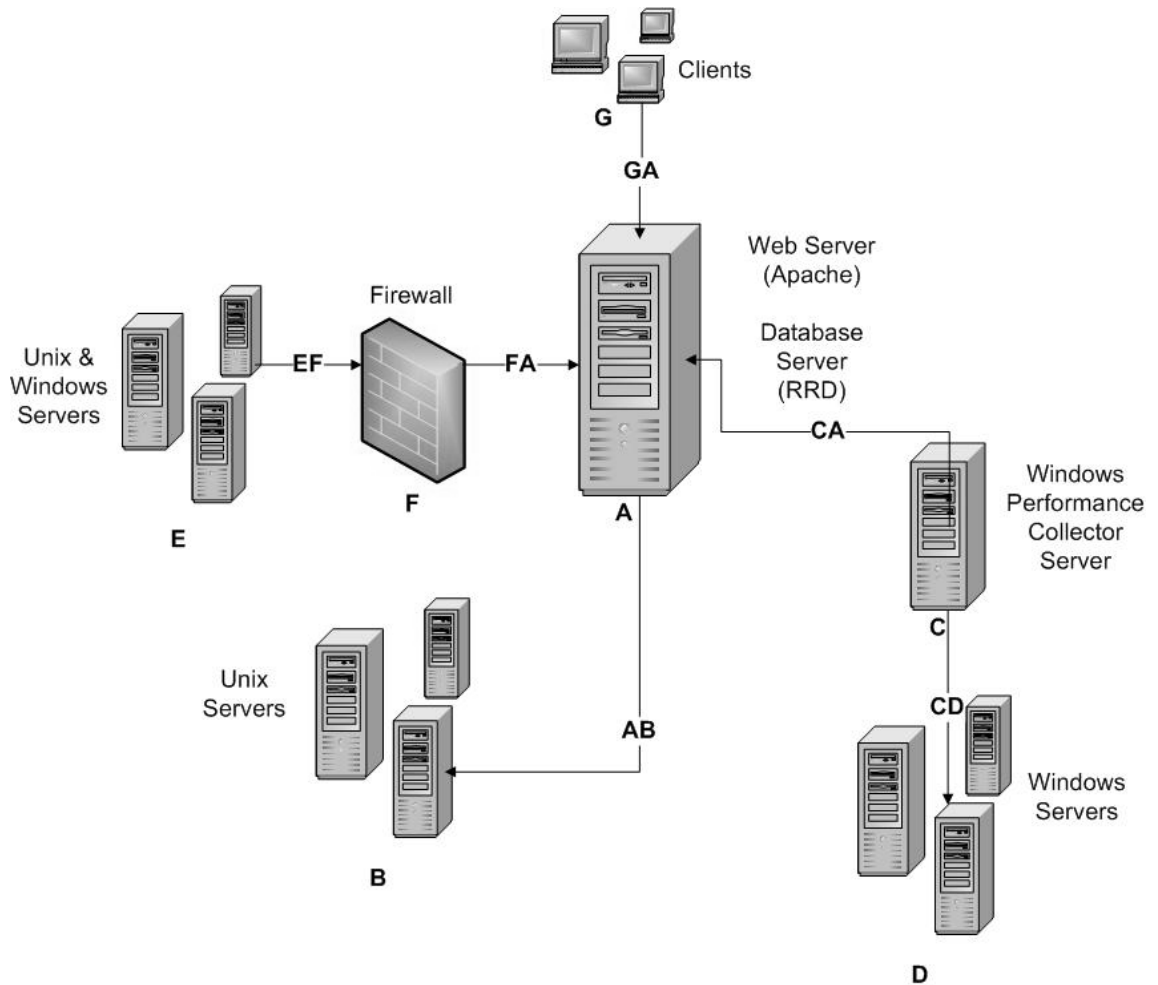 Clients
G
GA
Web Server
(Apache)
Database
Server
(RRD)
Firewall
Unix &
Windows
Servers
EF
FA
CA
F
A
E
Windows
Performance
Collector
Server
C
Unix
Servers
AB
CD
Windows
Servers
B
D